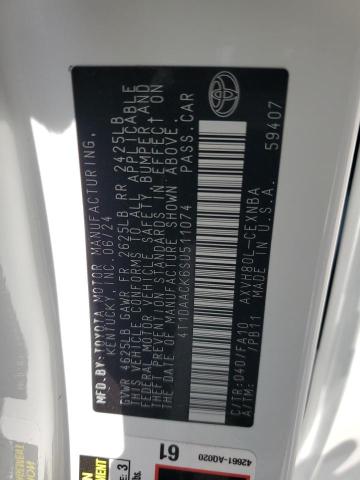 MFD.BY:TOYOTA MOTOR MANUFACTURING,
KENTUCKY, INC. 06/24
GVWR 4625LB GAWR FR 2625LB RR 2425LB
THIS VEHICLE CONFORMS TO ALL APPLICABLE
FEDERAL MOTOR VEHICLE SAFETY BUMPER, AND
THEFT PREVENTION STANDARDS IN EFFECT ON
THE DATE OF MANUFACTURE SHOWN ABOVE.
4T1DAACK6SU511074 PASS.CAR
C/TR:040/FA10 AXVH80L-CEXNBA
A/TM: /PB11 U.S.A.
59407
TOYOTA
61
42661-AQ020